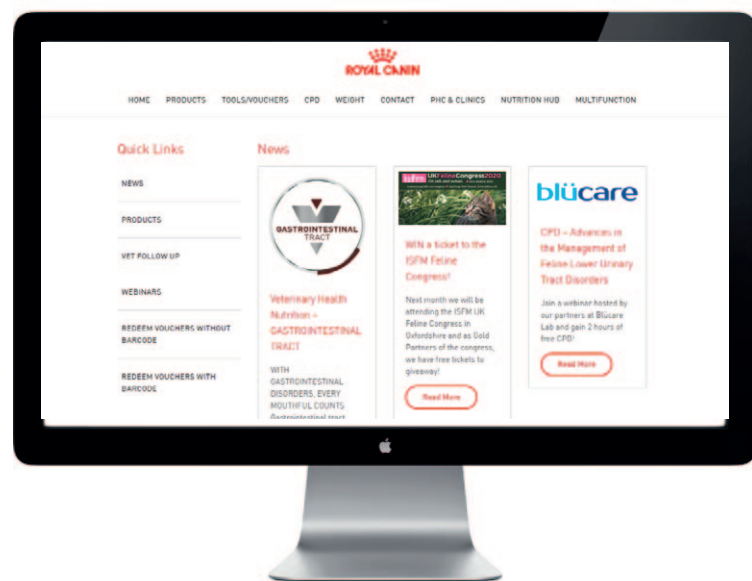 ROYAL CANIN
HOME PRODUCTS TOOLS/VOUCHERS CPD WEIGHT CONTACT PHC & CLINICS NUTRITION HUB MULTIFUNCTION
Quick Links
NEWS
PRODUCTS
VET FOLLOW UP
WEBINARS
REDEEM VOUCHERS WITHOUT
BARCODE
REDEEM VOUCHERS WITH
BARCODE
News
GASTROINTESTINAL
TRACT
Veterinary Health
Nutrition –
GASTROINTESTINAL
TRACT
WITH
GASTROINTESTINAL
DISORDERS, EVERY
MOUTHFUL COUNTS
Gastrointestinal tract
isfm UK Feline Congress 2020
WIN a ticket to the
ISFM Feline
Congress!
Next month we will be
attending the ISFM UK
Feline Congress in
Oxfordshire and as Gold
Partners of the congress,
we have free tickets to
giveaway!
Read More
blücare
CPD – Advances in
the Management of
Feline Lower Urinary
Tract Disorders
Join a webinar hosted by
our partners at Blücare
Lab and gain 2 hours of
free CPD!
Read More